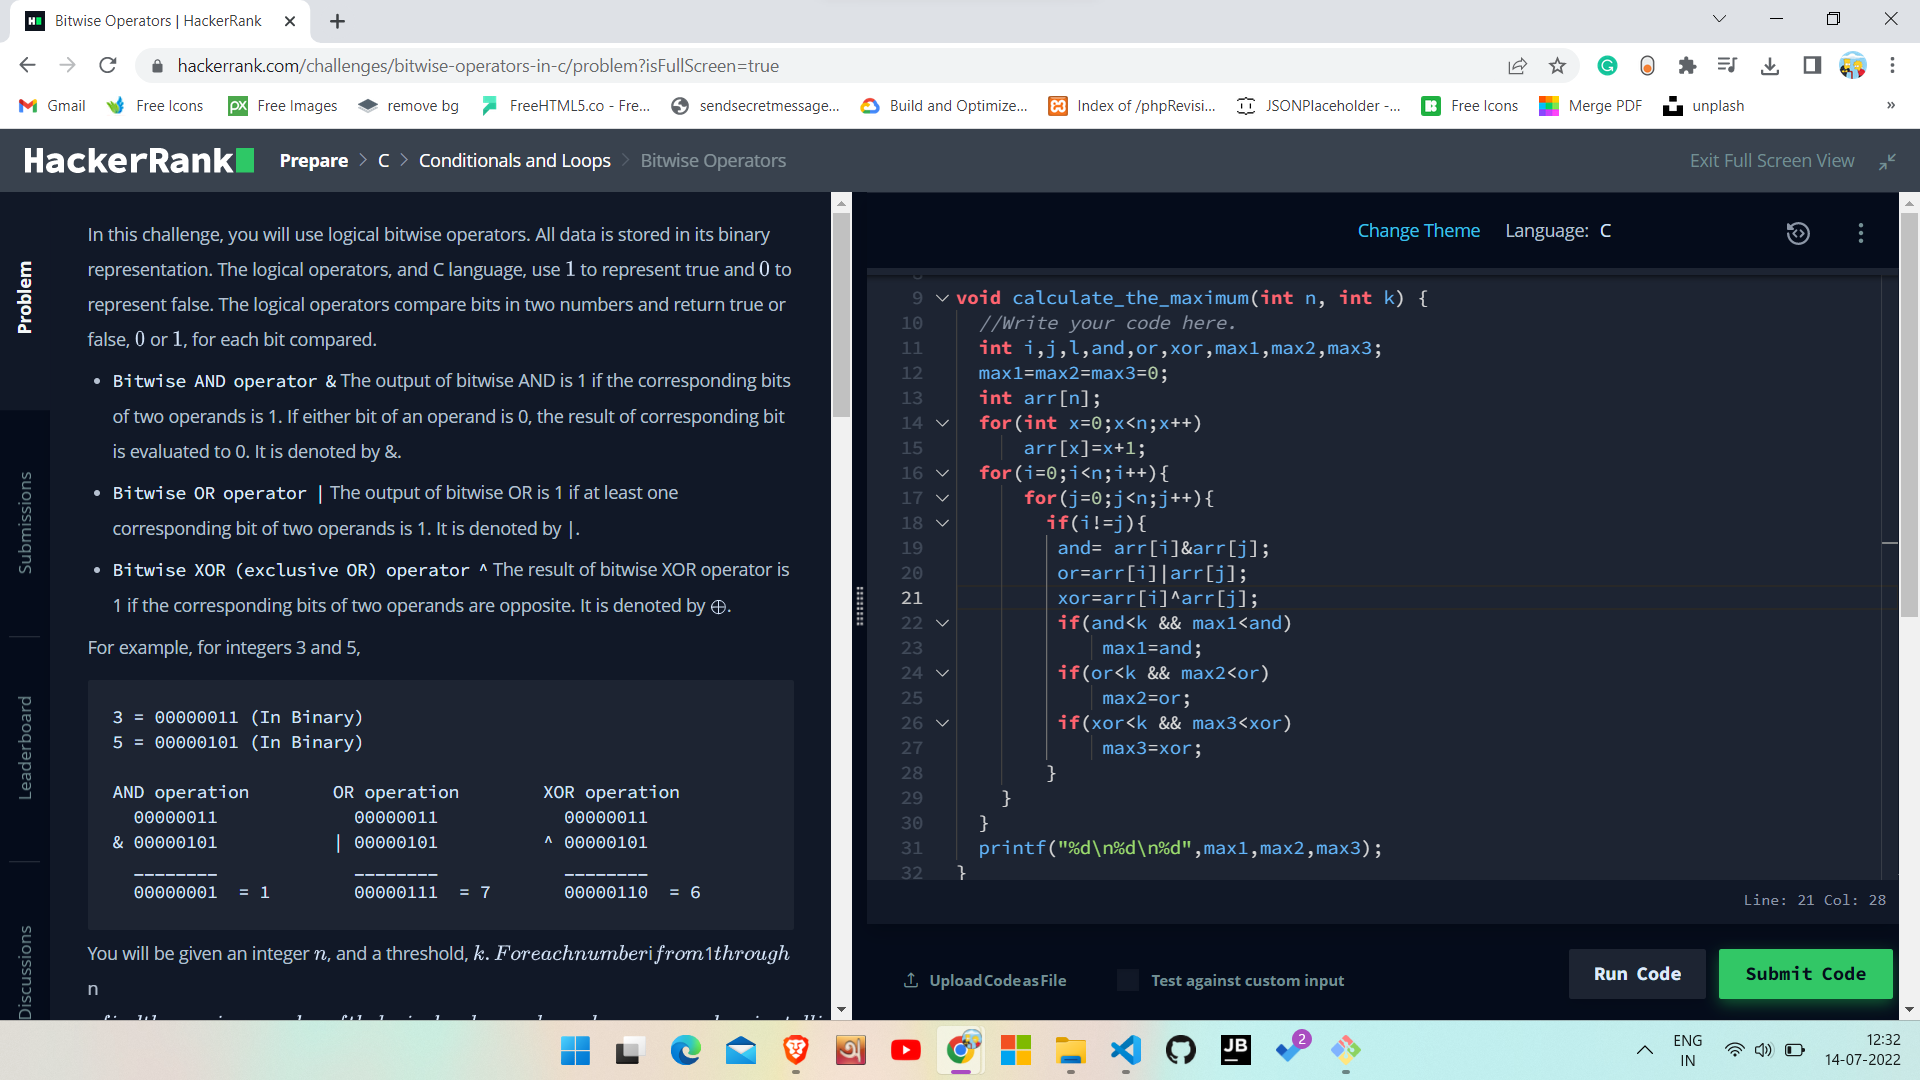 Bitwise Operators | HackerRank
hackerrank.com/challenges/bitwise-operators-in-c/problem?isFullScreen=true
Gmail Free Icons Free Images remove bg FreeHTML5.co - Fre... sendsecretmessage... Build and Optimize... Index of /phpRevisi... JSONPlaceholder -... Free Icons Merge PDF unplash »
HackerRank Prepare > C > Conditionals and Loops > Bitwise Operators Exit Full Screen View
Problem
Submissions
Leaderboard
Discussions
In this challenge, you will use logical bitwise operators. All data is stored in its binary
representation. The logical operators, and C language, use 1 to represent true and 0 to
represent false. The logical operators compare bits in two numbers and return true or
false, 0 or 1, for each bit compared.
• Bitwise AND operator & The output of bitwise AND is 1 if the corresponding bits
of two operands is 1. If either bit of an operand is 0, the result of corresponding bit
is evaluated to 0. It is denoted by &.
• Bitwise OR operator | The output of bitwise OR is 1 if at least one
corresponding bit of two operands is 1. It is denoted by |.
• Bitwise XOR (exclusive OR) operator ^ The result of bitwise XOR operator is
1 if the corresponding bits of two operands are opposite. It is denoted by ⊕.
For example, for integers 3 and 5,
3 = 00000011 (In Binary)
5 = 00000101 (In Binary)
AND operation OR operation XOR operation
00000011 00000011 00000011
& 00000101 | 00000101 ^ 00000101
________ ________ ________
00000001 = 1 00000111 = 7 00000110 = 6
You will be given an integer n, and a threshold, k.Foreachnumberifrom1through
n
Change Theme Language: C
9 void calculate_the_maximum(int n, int k) {
10 //Write your code here.
11 int i,j,l,and,or,xor,max1,max2,max3;
12 max1=max2=max3=0;
13 int arr[n];
14 for(int x=0;x<n;x++)
15 arr[x]=x+1;
16 for(i=0;i<n;i++){
17 for(j=0;j<n;j++){
18 if(i!=j){
19 and= arr[i]&arr[j];
20 or=arr[i]|arr[j];
21 xor=arr[i]^arr[j];
22 if(and<k && max1<and)
23 max1=and;
24 if(or<k && max2<or)
25 max2=or;
26 if(xor<k && max3<xor)
27 max3=xor;
28 }
29 }
30 }
31 printf("%d\n%d\n%d",max1,max2,max3);
32 }
Line: 21 Col: 28
Upload Code as File Test against custom input Run Code Submit Code
JB 2
ENG
IN
12:32
14-07-2022